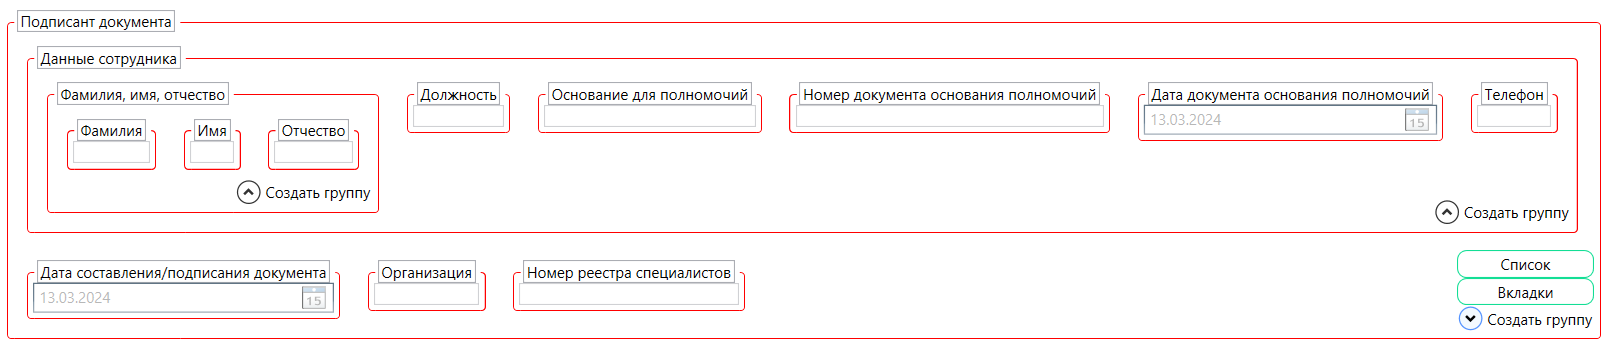 Подписант документа
Данные сотрудника
Фамилия, имя, отчество
Фамилия
Имя
Отчество
Создать группу
Должность
Основание для полномочий
Номер документа основания полномочий
Дата документа основания полномочий
13.03.2024
15
Телефон
Создать группу
Дата составления/подписания документа
13.03.2024
15
Организация
Номер реестра специалистов
Список
Вкладки
Создать группу